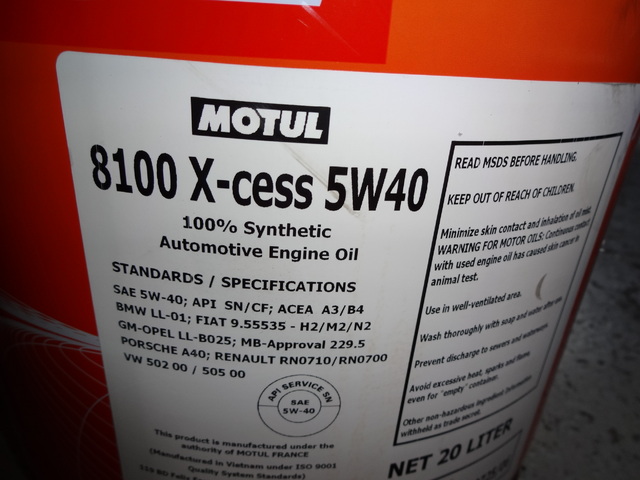 MOTUL
8100 X-cess 5W40
100% Synthetic
Automotive Engine Oil
STANDARDS / SPECIFICATIONS
SAE 5W-40; API SN/CF; ACEA A3/B4
BMW LL-01; FIAT 9.55535 - H2/M2/N2
GM-OPEL LL-B025; MB-Approval 229.5
PORSCHE A40; RENAULT RN0710/RN0700
VW 502 00 / 505 00
API SERVICE SN
SAE
5W-40
This product is manufactured under the
authority of MOTUL FRANCE
(Manufactured in Vietnam under ISO 9001
Quality System Standards)
READ MSDS BEFORE HANDLING.
KEEP OUT OF REACH OF CHILDREN.
Minimize skin contact and inhalation of oil mist.
WARNING FOR MOTOR OILS: Continuous contact
with used engine oil has caused skin cancer in
animal test.
Use in well-ventilated area.
Wash thoroughly with soap and water after use.
Prevent discharge to sewers and waterways.
Avoid excessive heat, sparks and flame
even for "empty" container.
Other non-hazardous ingredient information
withheld as trade secret.
NET 20 LITER